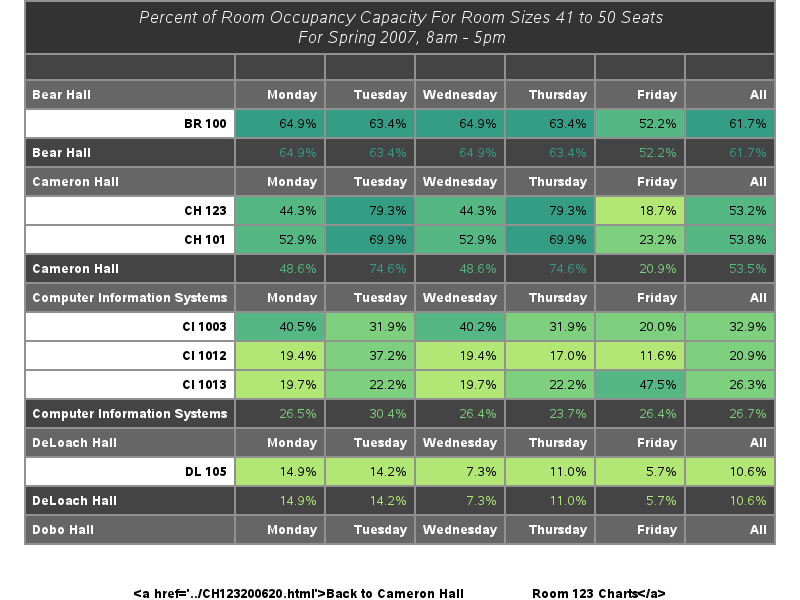 Percent of Room Occupancy Capacity For Room Sizes 41 to 50 Seats
For Spring 2007, 8am - 5pm
Bear Hall Monday Tuesday Wednesday Thursday Friday All
BR 100 64.9% 63.4% 64.9% 63.4% 52.2% 61.7%
Bear Hall 64.9% 63.4% 64.9% 63.4% 52.2% 61.7%
Cameron Hall Monday Tuesday Wednesday Thursday Friday All
CH 123 44.3% 79.3% 44.3% 79.3% 18.7% 53.2%
CH 101 52.9% 69.9% 52.9% 69.9% 23.2% 53.8%
Cameron Hall 48.6% 74.6% 48.6% 74.6% 20.9% 53.5%
Computer Information Systems Monday Tuesday Wednesday Thursday Friday All
CI 1003 40.5% 31.9% 40.2% 31.9% 20.0% 32.9%
CI 1012 19.4% 37.2% 19.4% 17.0% 11.6% 20.9%
CI 1013 19.7% 22.2% 19.7% 22.2% 47.5% 26.3%
Computer Information Systems 26.5% 30.4% 26.4% 23.7% 26.4% 26.7%
DeLoach Hall Monday Tuesday Wednesday Thursday Friday All
DL 105 14.9% 14.2% 7.3% 11.0% 5.7% 10.6%
DeLoach Hall 14.9% 14.2% 7.3% 11.0% 5.7% 10.6%
Dobo Hall Monday Tuesday Wednesday Thursday Friday All
<a href='../CH123200620.html'>Back to Cameron Hall Room 123 Charts</a>